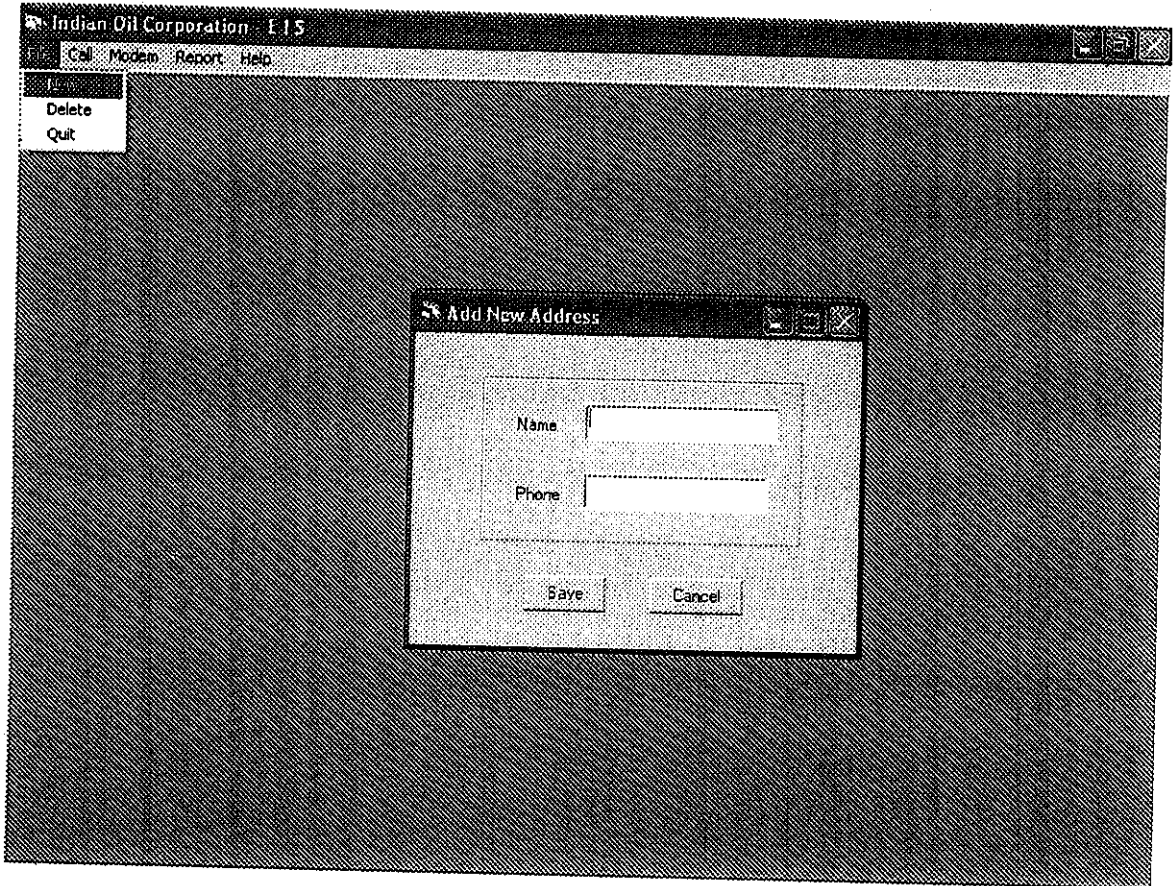 Indian Oil Corporation - E I S
Call Modem Report Help
Delete
Quit
Add New Address
Name
Phone
Save
Cancel